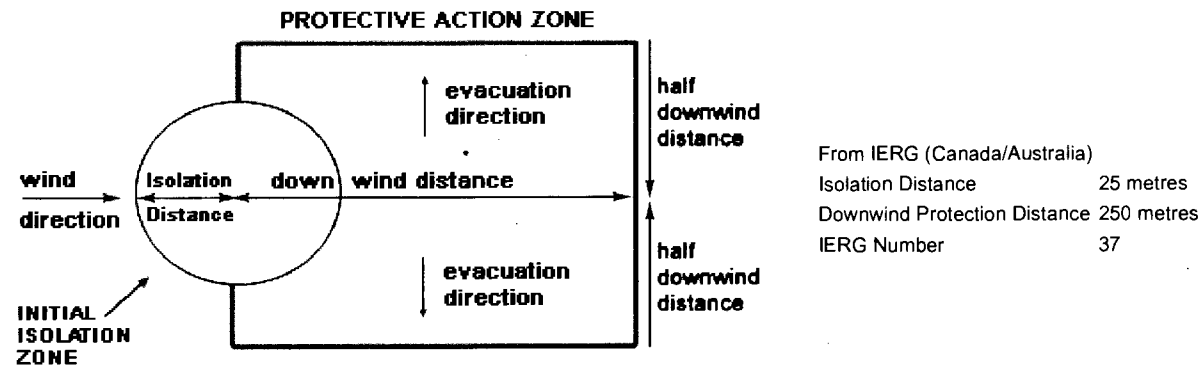 PROTECTIVE ACTION ZONE
evacuation
direction
half
downwind
distance
wind
direction
Isolation
Distance
down wind distance
evacuation
direction
half
downwind
distance
INITIAL
ISOLATION
ZONE
From IERG (Canada/Australia)
Isolation Distance 25 metres
Downwind Protection Distance 250 metres
IERG Number 37